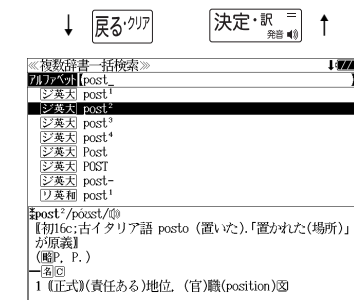 ↓ 戻る・クリア 決定・訳 = 発音 ↑
≪複数辞書一括検索≫
アルファベット[post_ ]
ジ英大 post¹
ジ英大 post²
ジ英大 post³
ジ英大 post⁴
ジ英大 Post
ジ英大 POST
ジ英大 post-
リ英和 post¹
post²/póʊst/
〖初16c;古イタリア語 posto (置いた).「置かれた(場所)」
が原義〗
(略P, P.)
━名C
1 《正式》(責任ある)地位, (官)職(position)